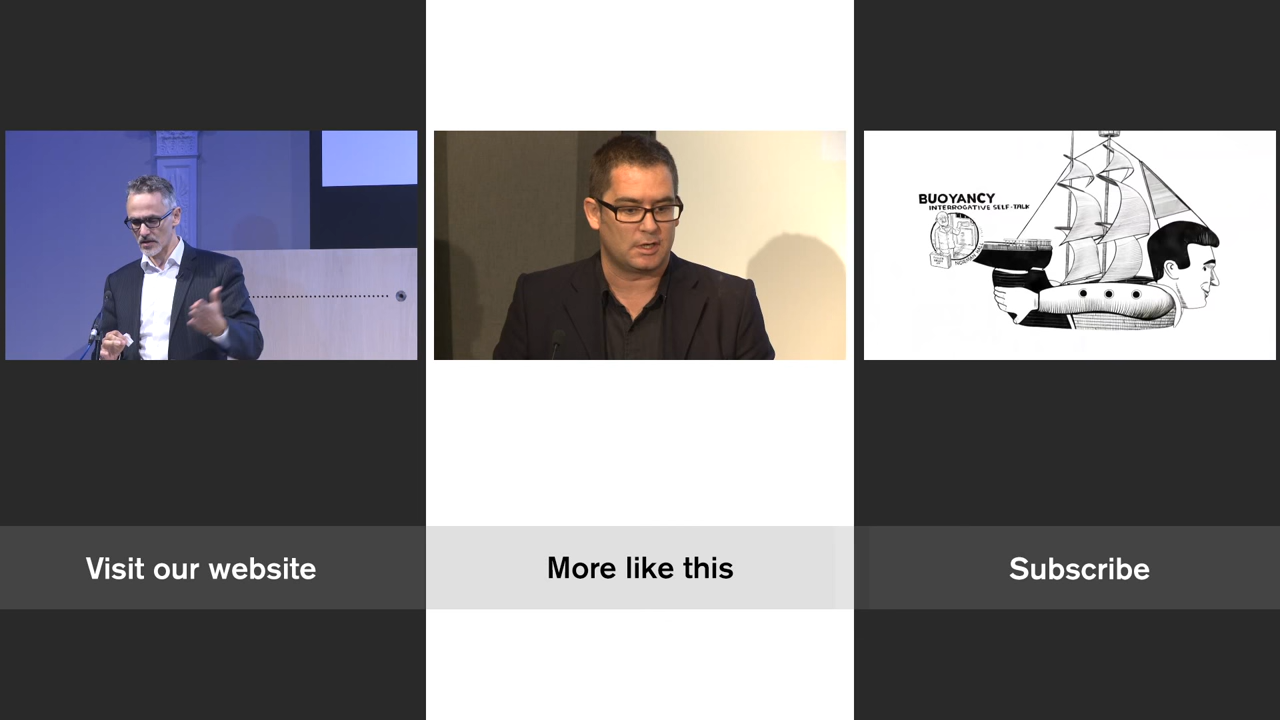 BUOYANCY
INTERROGATIVE SELF-TALK
Visit our website
More like this
Subscribe